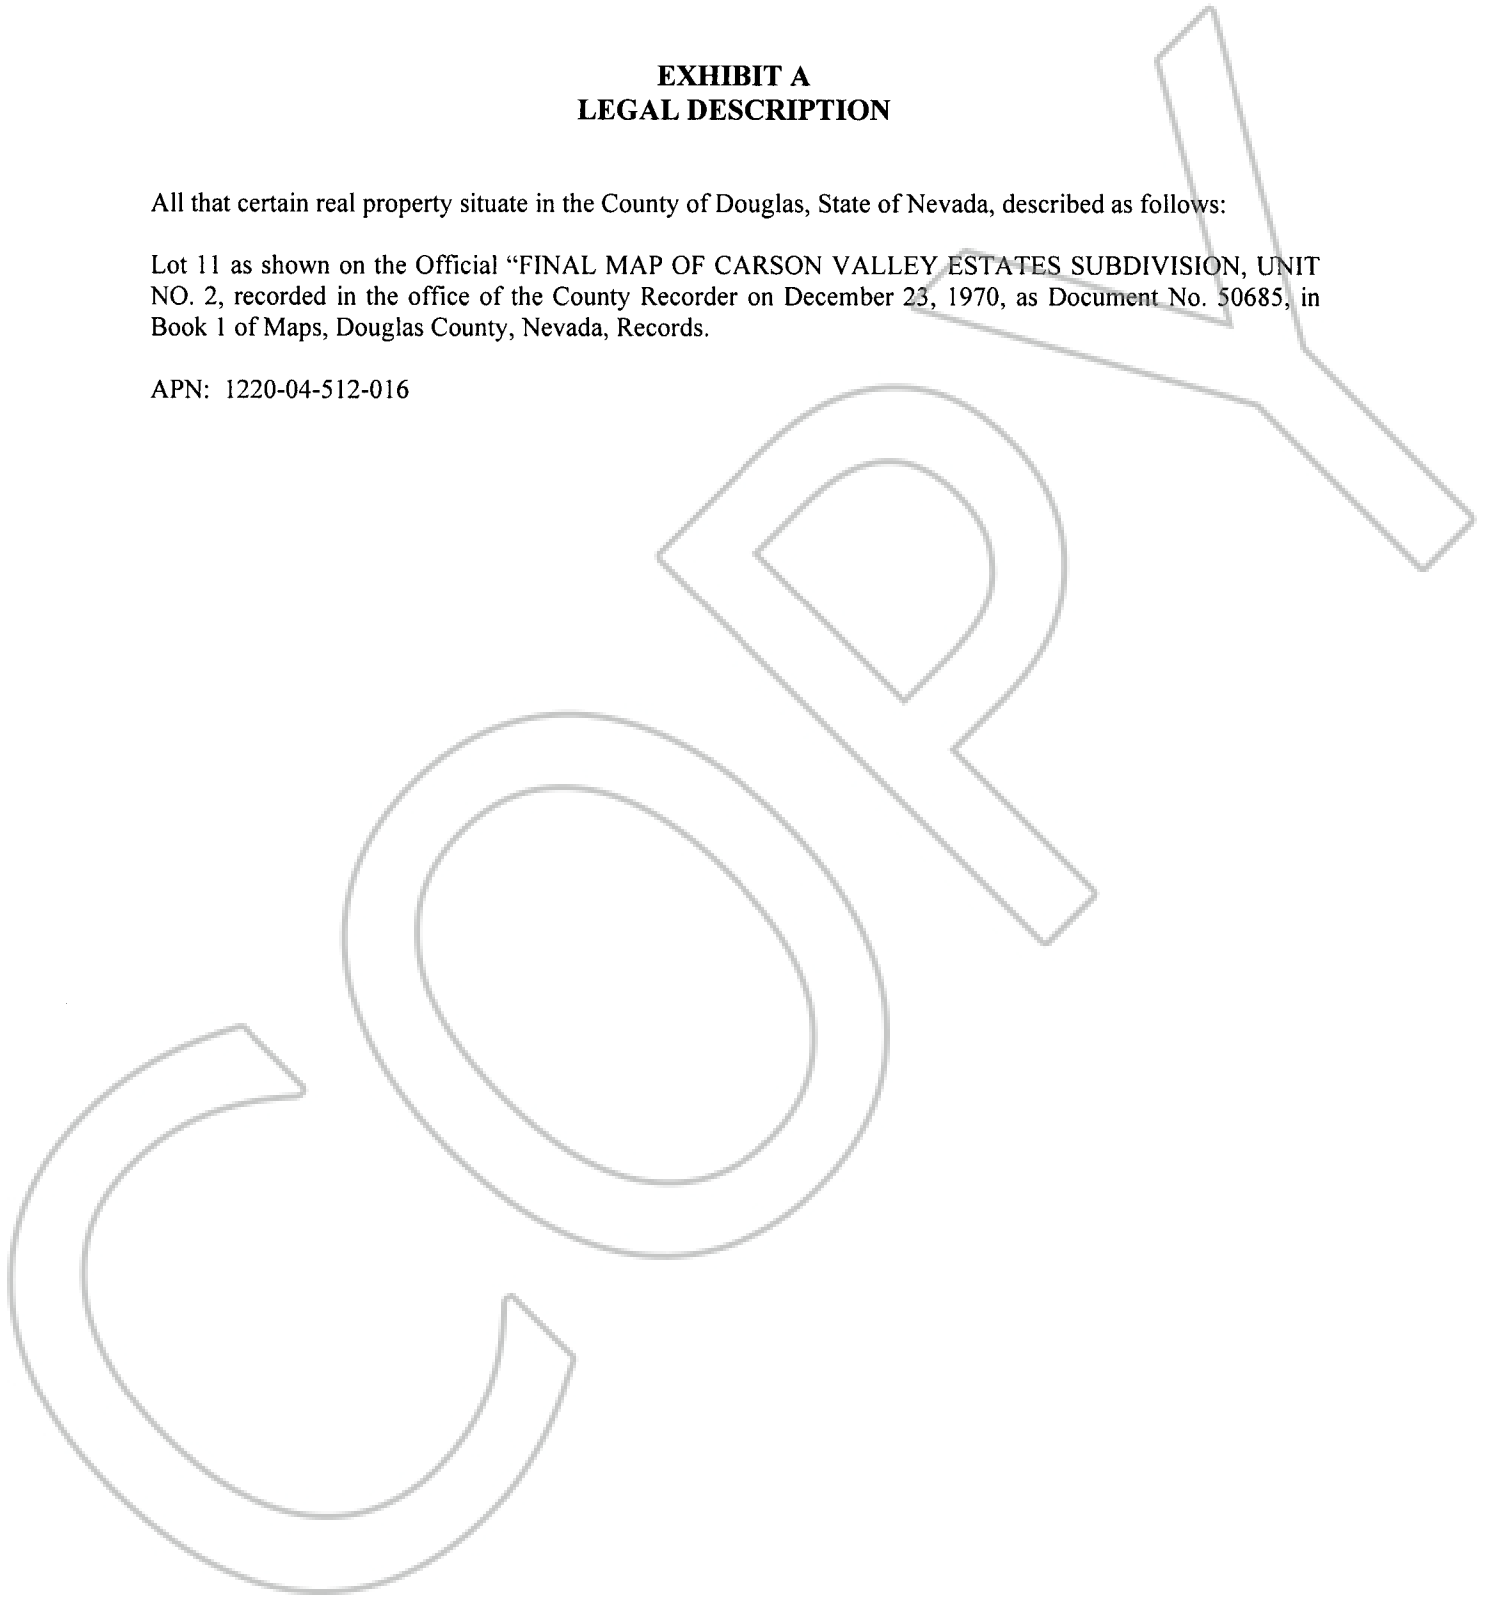 EXHIBIT A
LEGAL DESCRIPTION
All that certain real property situate in the County of Douglas, State of Nevada, described as follows:
Lot 11 as shown on the Official “FINAL MAP OF CARSON VALLEY ESTATES SUBDIVISION, UNIT
NO. 2, recorded in the office of the County Recorder on December 23, 1970, as Document No. 50685, in
Book 1 of Maps, Douglas County, Nevada, Records.
APN: 1220-04-512-016
COPY